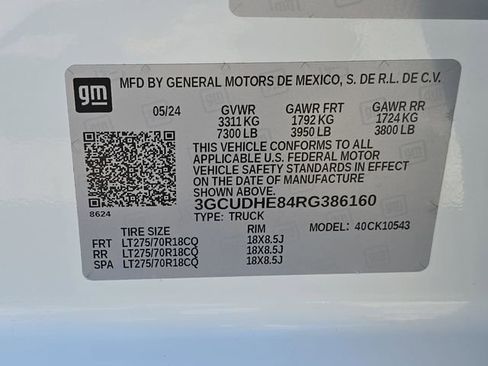 gm
MFD BY GENERAL MOTORS DE MEXICO, S. DE R.L. DE C.V.
05/24 GVWR GAWR FRT GAWR RR
3311 KG 1792 KG 1724 KG
7300 LB 3950 LB 3800 LB
THIS VEHICLE CONFORMS TO ALL
APPLICABLE U.S. FEDERAL MOTOR
VEHICLE SAFETY STANDARDS IN EFFECT
ON THE DATE OF MANUFACTURE
SHOWN ABOVE.
3GCUDHE84RG386160
8624 TYPE: TRUCK MODEL: 40CK10543
TIRE SIZE RIM
FRT LT275/70R18CQ 18X8.5J
RR LT275/70R18CQ 18X8.5J
SPA LT275/70R18CQ 18X8.5J